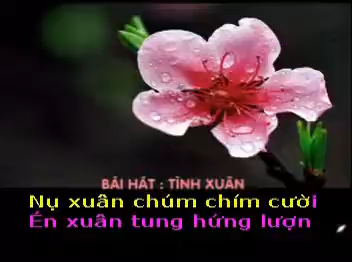 BÀI HÁT : TÌNH XUÂN
Nụ xuân chúm chím cười
Én xuân tung hứng lượn